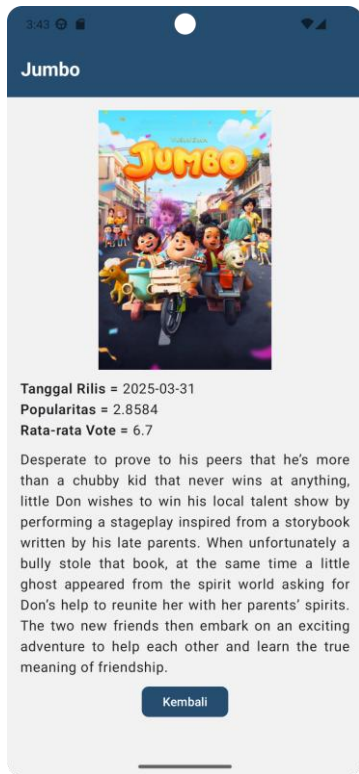 3:43
Jumbo
JUMBO
Tanggal Rilis = 2025-03-31
Popularitas = 2.8584
Rata-rata Vote = 6.7
Desperate to prove to his peers that he’s more
than a chubby kid that never wins at anything,
little Don wishes to win his local talent show by
performing a stageplay inspired from a storybook
written by his late parents. When unfortunately a
bully stole that book, at the same time a little
ghost appeared from the spirit world asking for
Don’s help to reunite her with her parents’ spirits.
The two new friends then embark on an exciting
adventure to help each other and learn the true
meaning of friendship.
Kembali